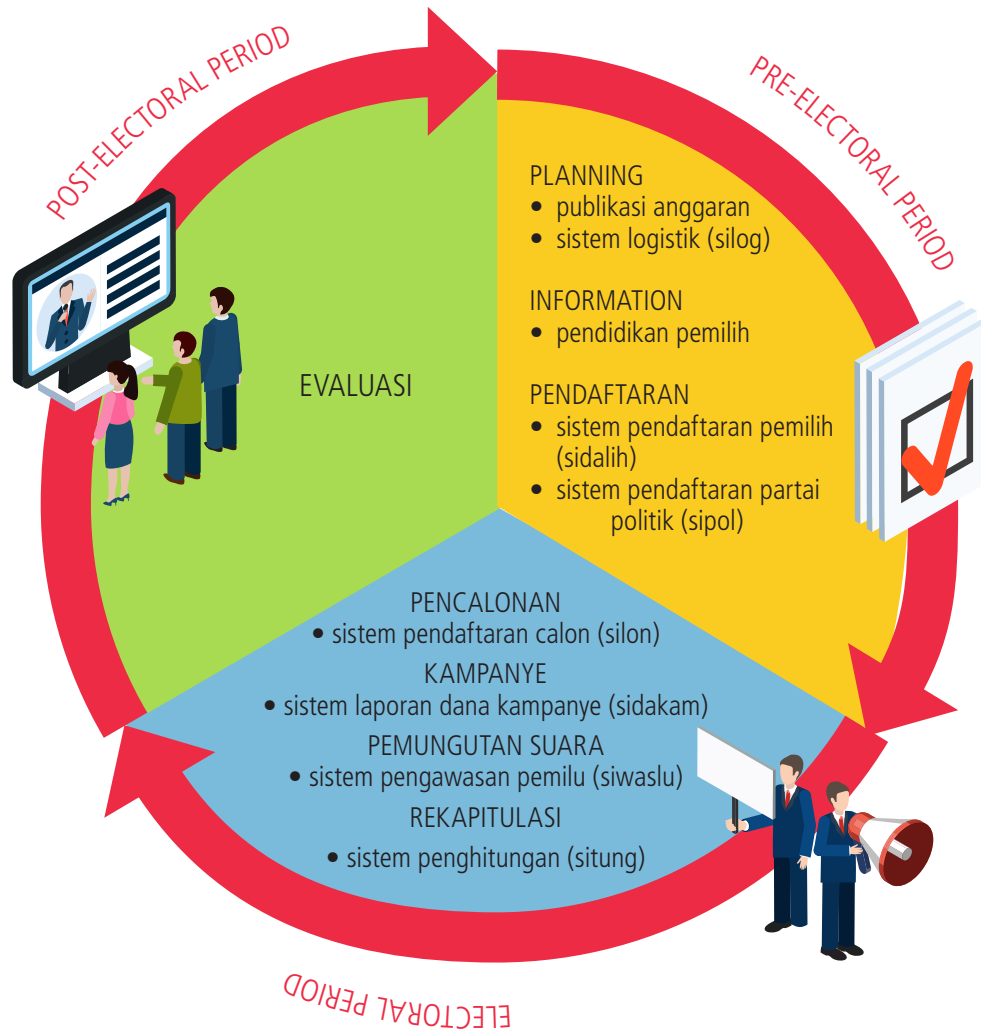 POST-ELECTORAL PERIOD
PRE-ELECTORAL PERIOD
PLANNING
• publikasi anggaran
• sistem logistik (silog)
INFORMATION
• pendidikan pemilih
PENDAFTARAN
• sistem pendaftaran pemilih
(sidalih)
• sistem pendaftaran partai
politik (sipol)
EVALUASI
PENCALONAN
• sistem pendaftaran calon (silon)
KAMPANYE
• sistem laporan dana kampanye (sidakam)
PEMUNGUTAN SUARA
• sistem pengawasan pemilu (siwaslu)
REKAPITULASI
• sistem penghitungan (situng)
ELECTORAL PERIOD